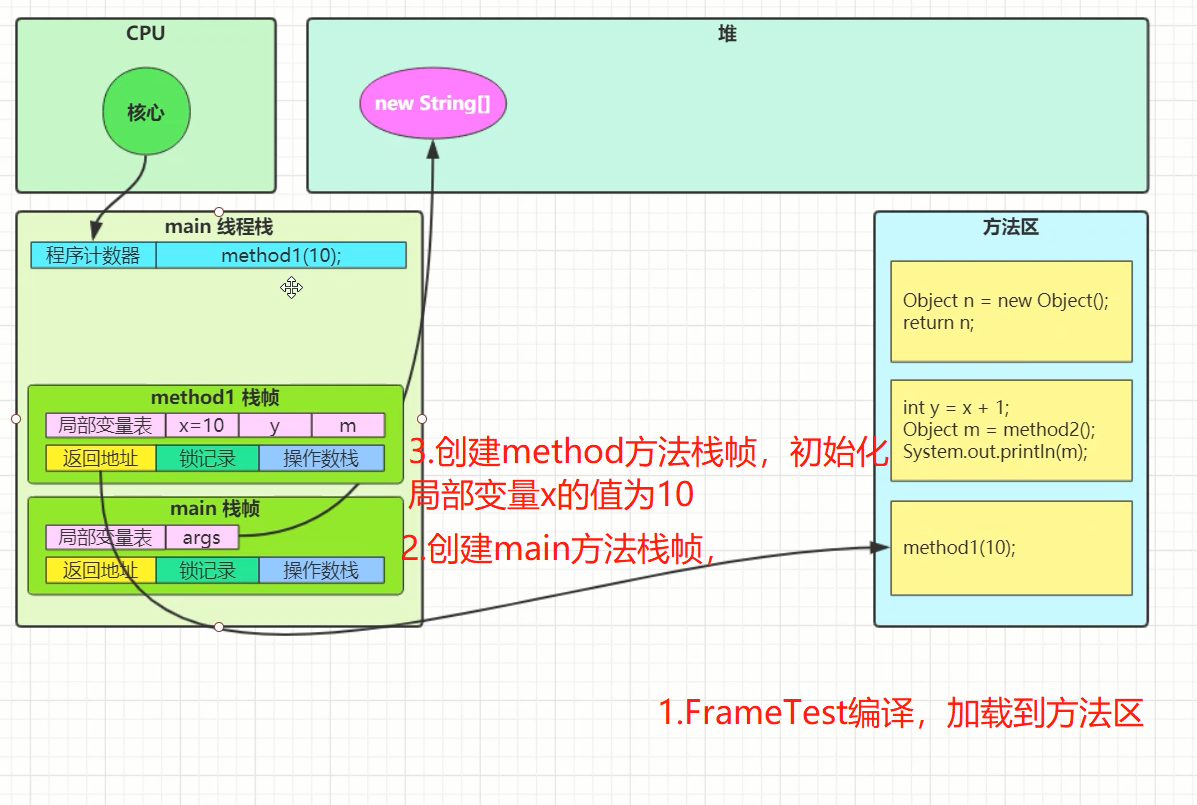 CPU
核心
堆
new String[]
main 线程栈
程序计数器 method1(10);
method1 栈帧
局部变量表 x=10 y m
返回地址 锁记录 操作数栈
main 栈帧
局部变量表 args
返回地址 锁记录 操作数栈
3.创建method方法栈帧，初始化
局部变量x的值为10
2.创建main方法栈帧，
方法区
Object n = new Object();
return n;
int y = x + 1;
Object m = method2();
System.out.println(m);
method1(10);
1.FrameTest编译，加载到方法区